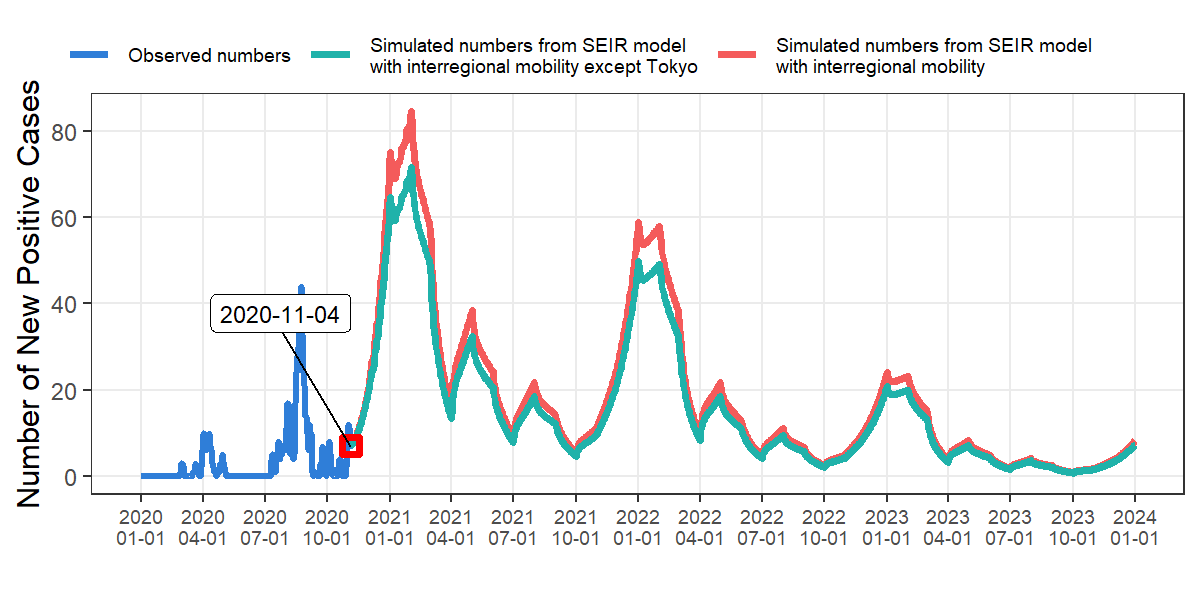 Observed numbers
Simulated numbers from SEIR model
with interregional mobility except Tokyo
Simulated numbers from SEIR model
with interregional mobility
Number of New Positive Cases
80
60
40
20
0
2020-11-04
2020 2020 2020 2020 2021 2021 2021 2021 2022 2022 2022 2022 2023 2023 2023 2023 2024
01-01 04-01 07-01 10-01 01-01 04-01 07-01 10-01 01-01 04-01 07-01 10-01 01-01 04-01 07-01 10-01 01-01